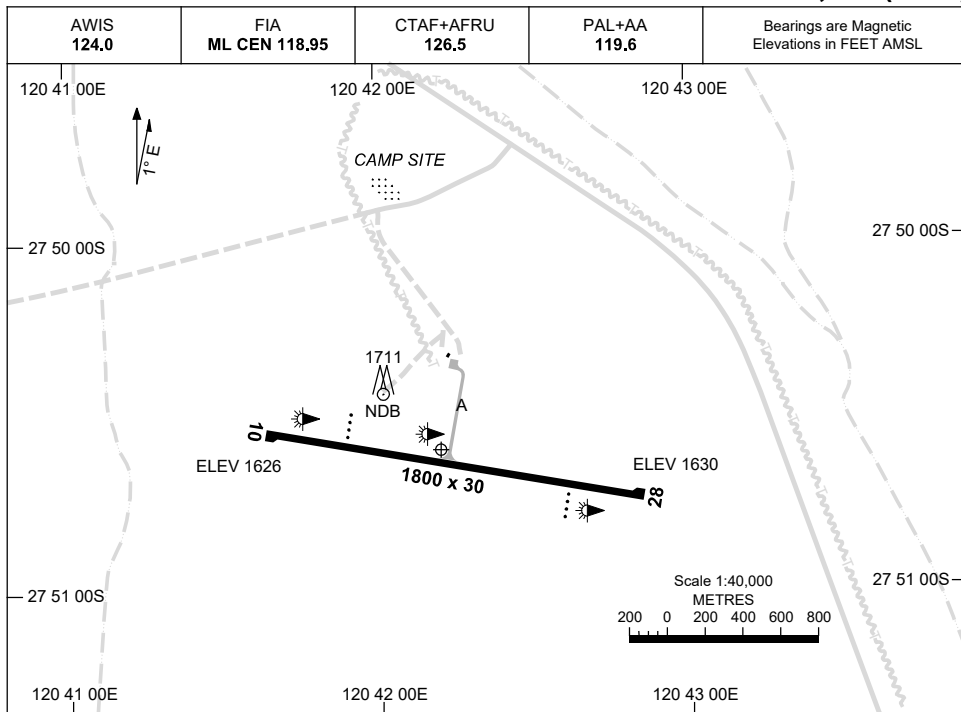 AWIS
124.0
FIA
ML CEN 118.95
CTAF+AFRU
126.5
PAL+AA
119.6
Bearings are Magnetic
Elevations in FEET AMSL
120 41 00E
120 42 00E
120 43 00E
1° E
CAMP SITE
27 50 00S
27 50 00S
1711
NDB
A
10
ELEV 1626
1800 x 30
ELEV 1630
28
Scale 1:40,000
METRES
200 0 200 400 600 800
27 51 00S
27 51 00S
120 41 00E
120 42 00E
120 43 00E